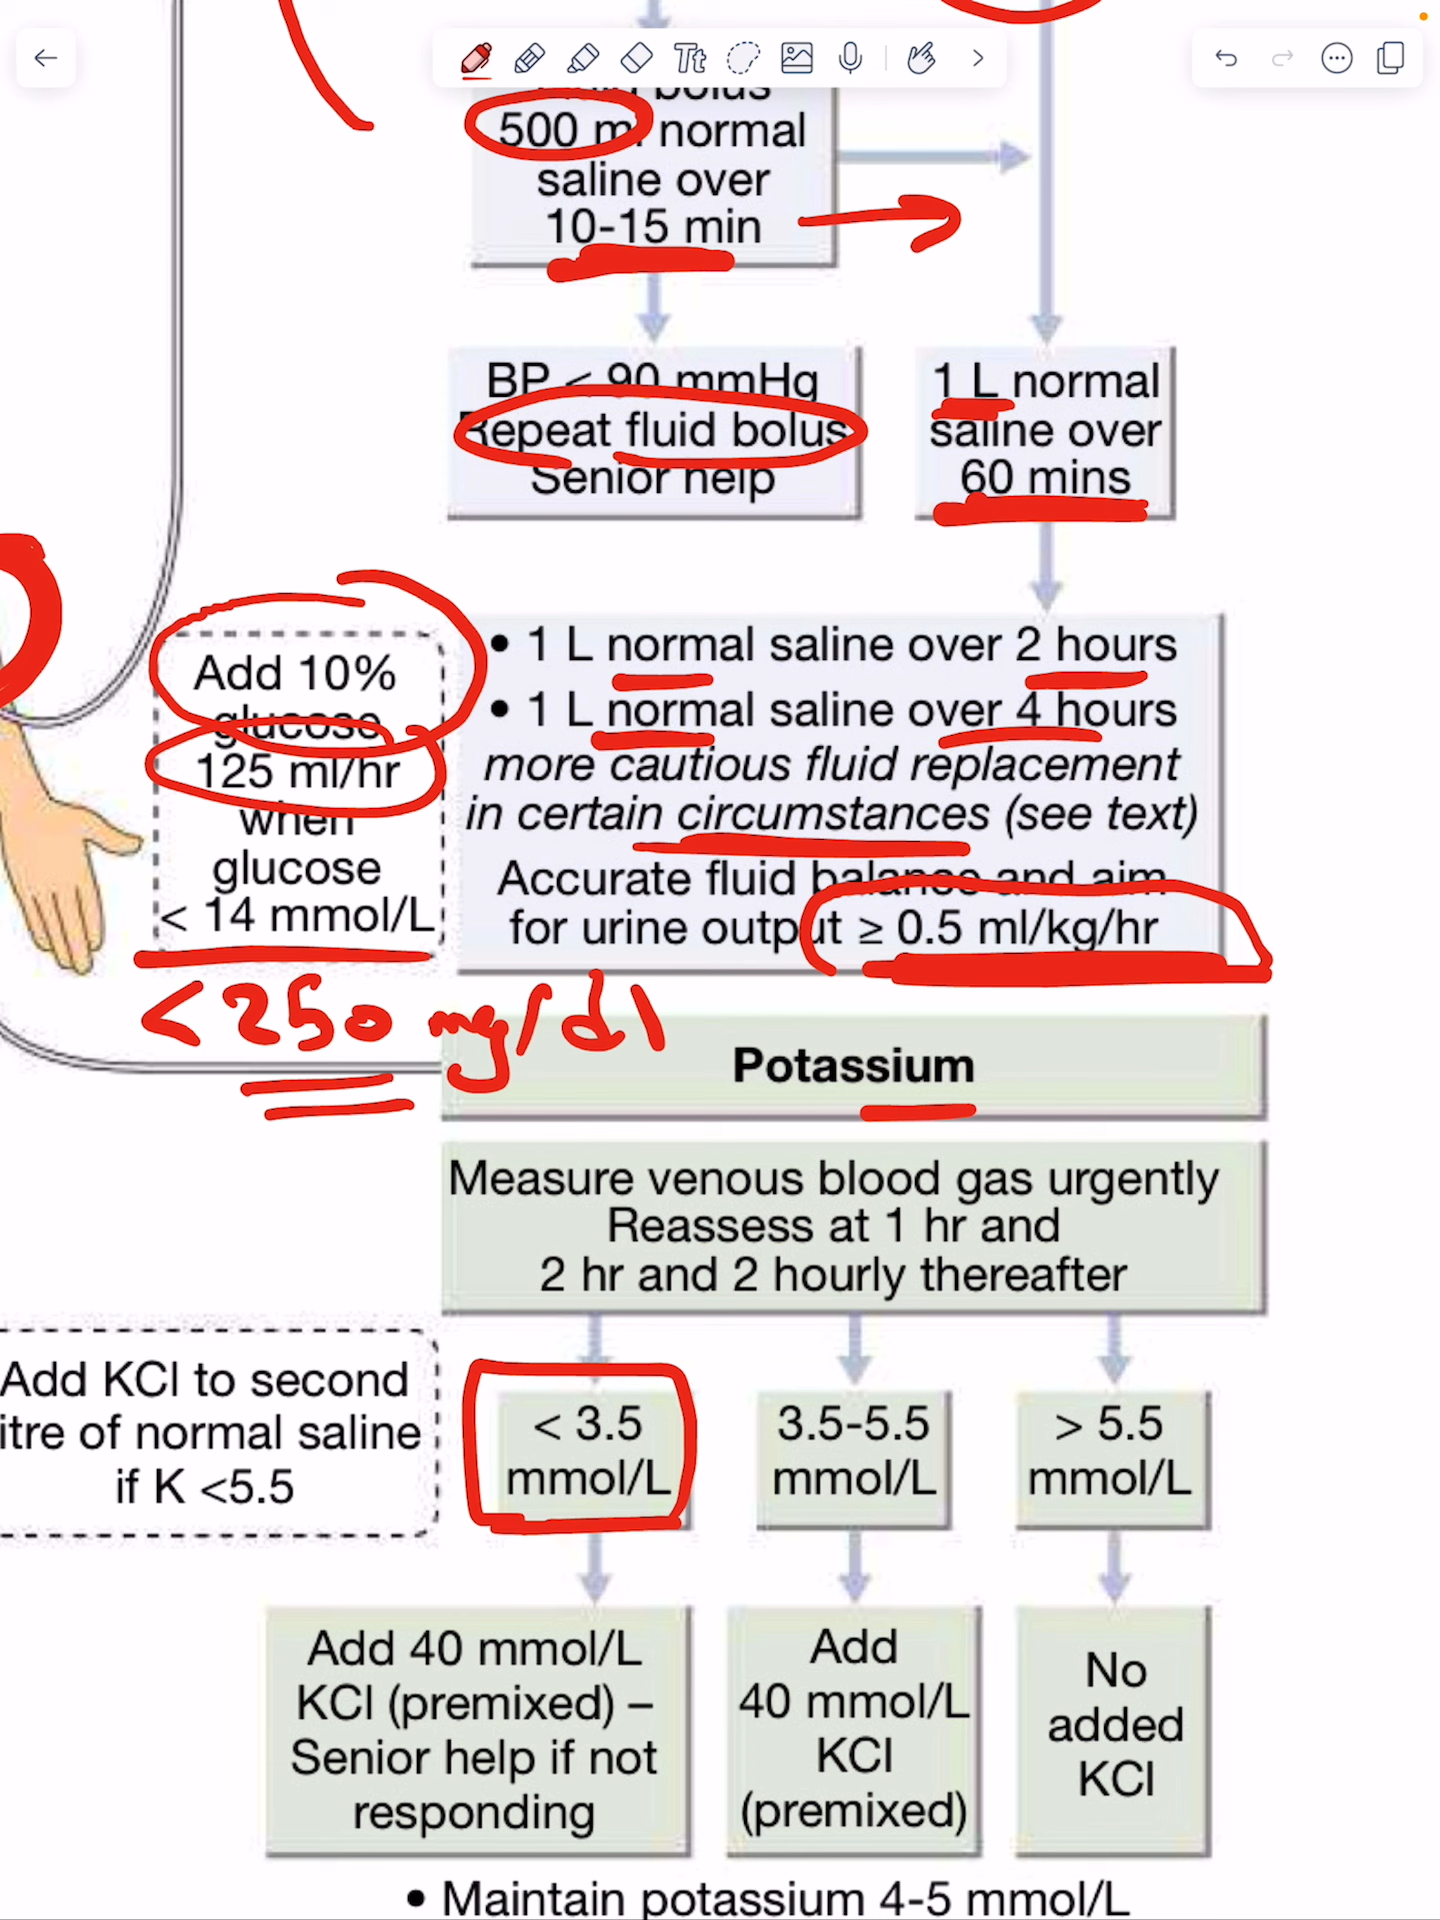 Tt
fluid bolus
500 ml normal
saline over
10-15 min
BP < 90 mmHg
Repeat fluid bolus
Senior help
1 L normal
saline over
60 mins
Add 10%
glucose
125 ml/hr
when
glucose
< 14 mmol/L
<250 mg/dl
• 1 L normal saline over 2 hours
• 1 L normal saline over 4 hours
more cautious fluid replacement
in certain circumstances (see text)
Accurate fluid balance and aim
for urine output ≥ 0.5 ml/kg/hr
Potassium
Measure venous blood gas urgently
Reassess at 1 hr and
2 hr and 2 hourly thereafter
Add KCl to second
itre of normal saline
if K <5.5
< 3.5
mmol/L
3.5-5.5
mmol/L
> 5.5
mmol/L
Add 40 mmol/L
KCl (premixed) –
Senior help if not
responding
Add
40 mmol/L
KCl
(premixed)
No
added
KCl
• Maintain potassium 4-5 mmol/L